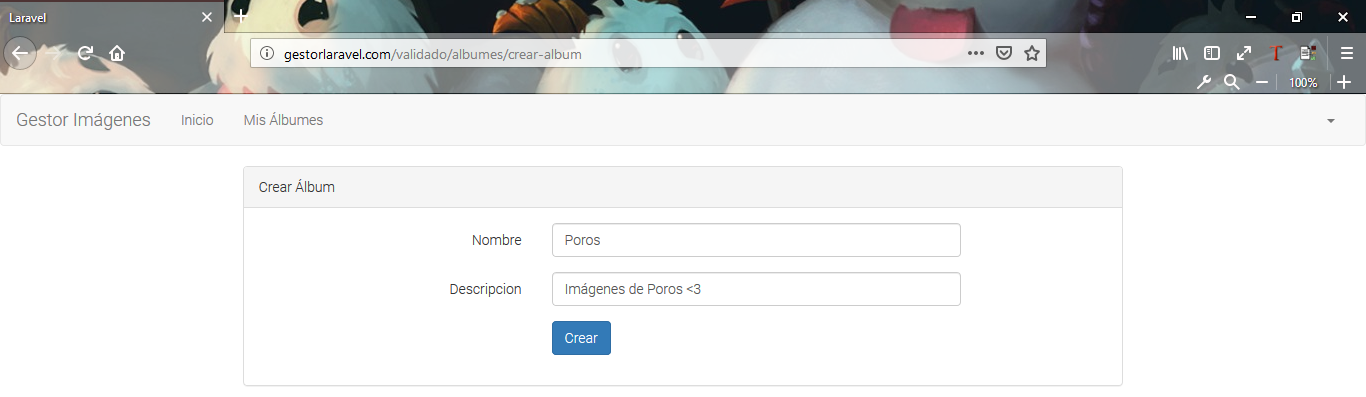 Laravel
gestorlaravel.com/validado/albumes/crear-album
100%
Gestor Imágenes Inicio Mis Álbumes
Crear Álbum
Nombre Poros
Descripcion Imágenes de Poros <3
Crear